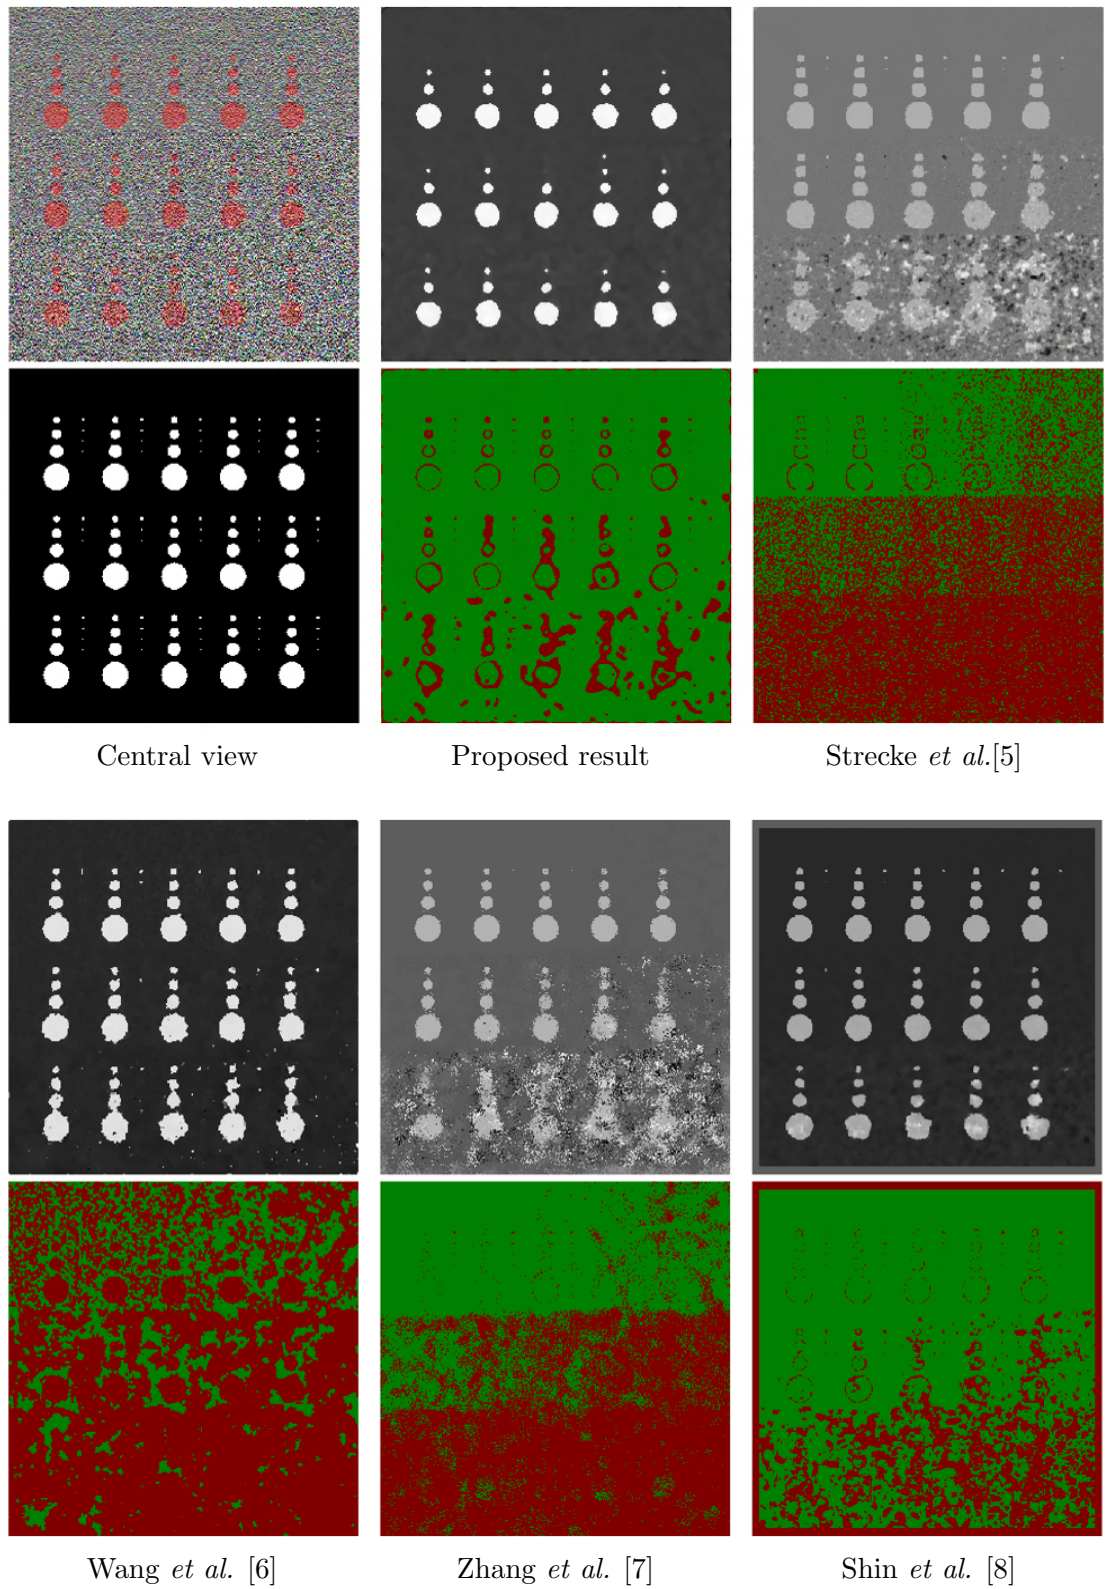 Central view
Proposed result
Strecke et al.[5]
Wang et al. [6]
Zhang et al. [7]
Shin et al. [8]